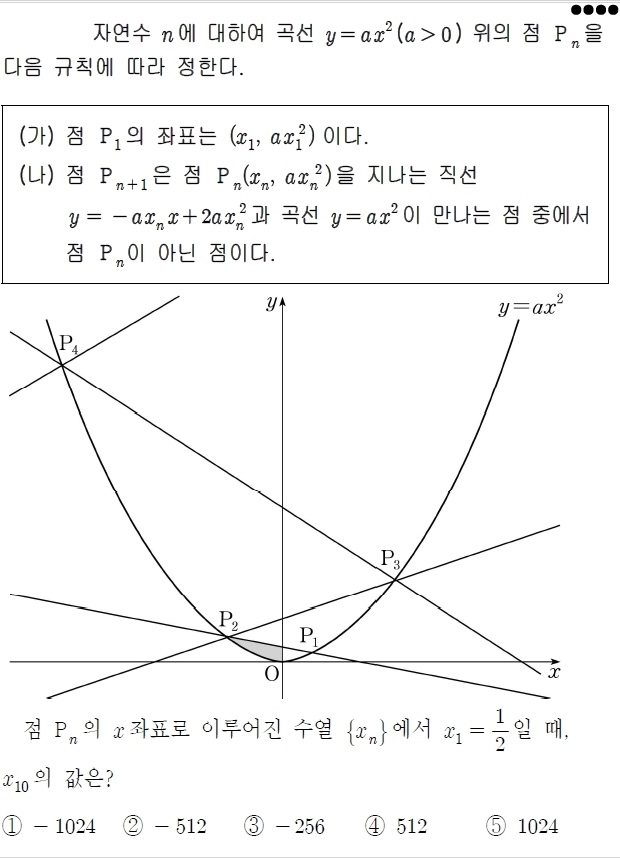 자연수 n에 대하여 곡선 y=ax²(a>0) 위의 점 Pₙ을
다음 규칙에 따라 정한다.
(가) 점 P₁의 좌표는 (x₁, ax₁²)이다.
(나) 점 Pₙ₊₁은 점 Pₙ(xₙ, axₙ²)을 지나는 직선
y = -axₙx+2axₙ²과 곡선 y=ax²이 만나는 점 중에서
점 Pₙ이 아닌 점이다.
y
y=ax²
P₄
P₃
P₂
P₁
O
x
점 Pₙ의 x좌표로 이루어진 수열 {xₙ}에서 x₁ = 1/2일 때,
x₁₀의 값은?
① -1024 ② -512 ③ -256 ④ 512 ⑤ 1024